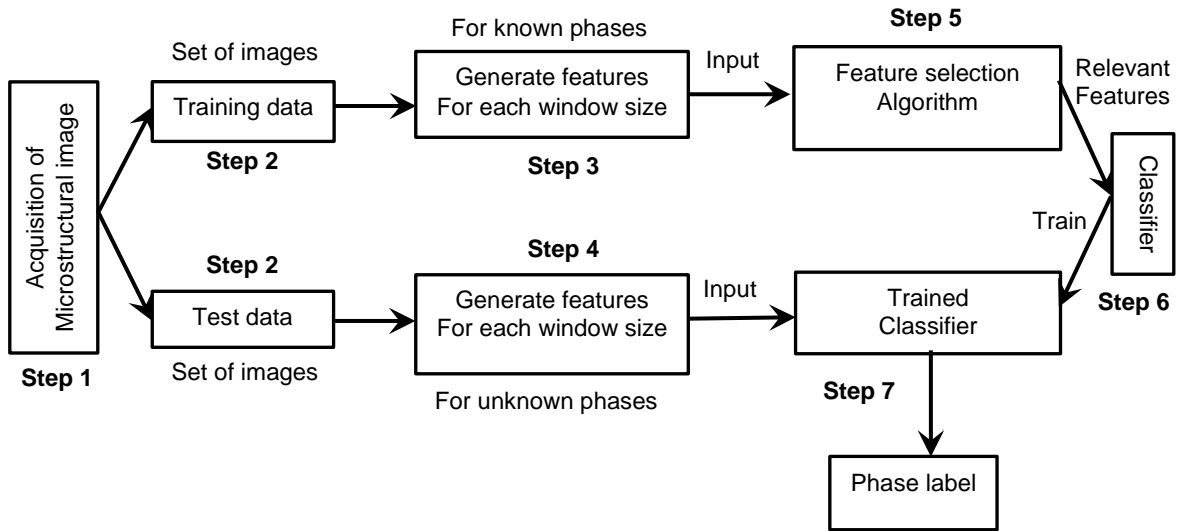 Acquisition of
Microstructural image
Step 1
Set of images
Training data
Step 2
For known phases
Generate features
For each window size
Step 3
Input
Step 5
Feature selection
Algorithm
Relevant
Features
Classifier
Step 6
Train
Step 2
Test data
Set of images
Step 4
Generate features
For each window size
For unknown phases
Input
Trained
Classifier
Step 7
Phase label